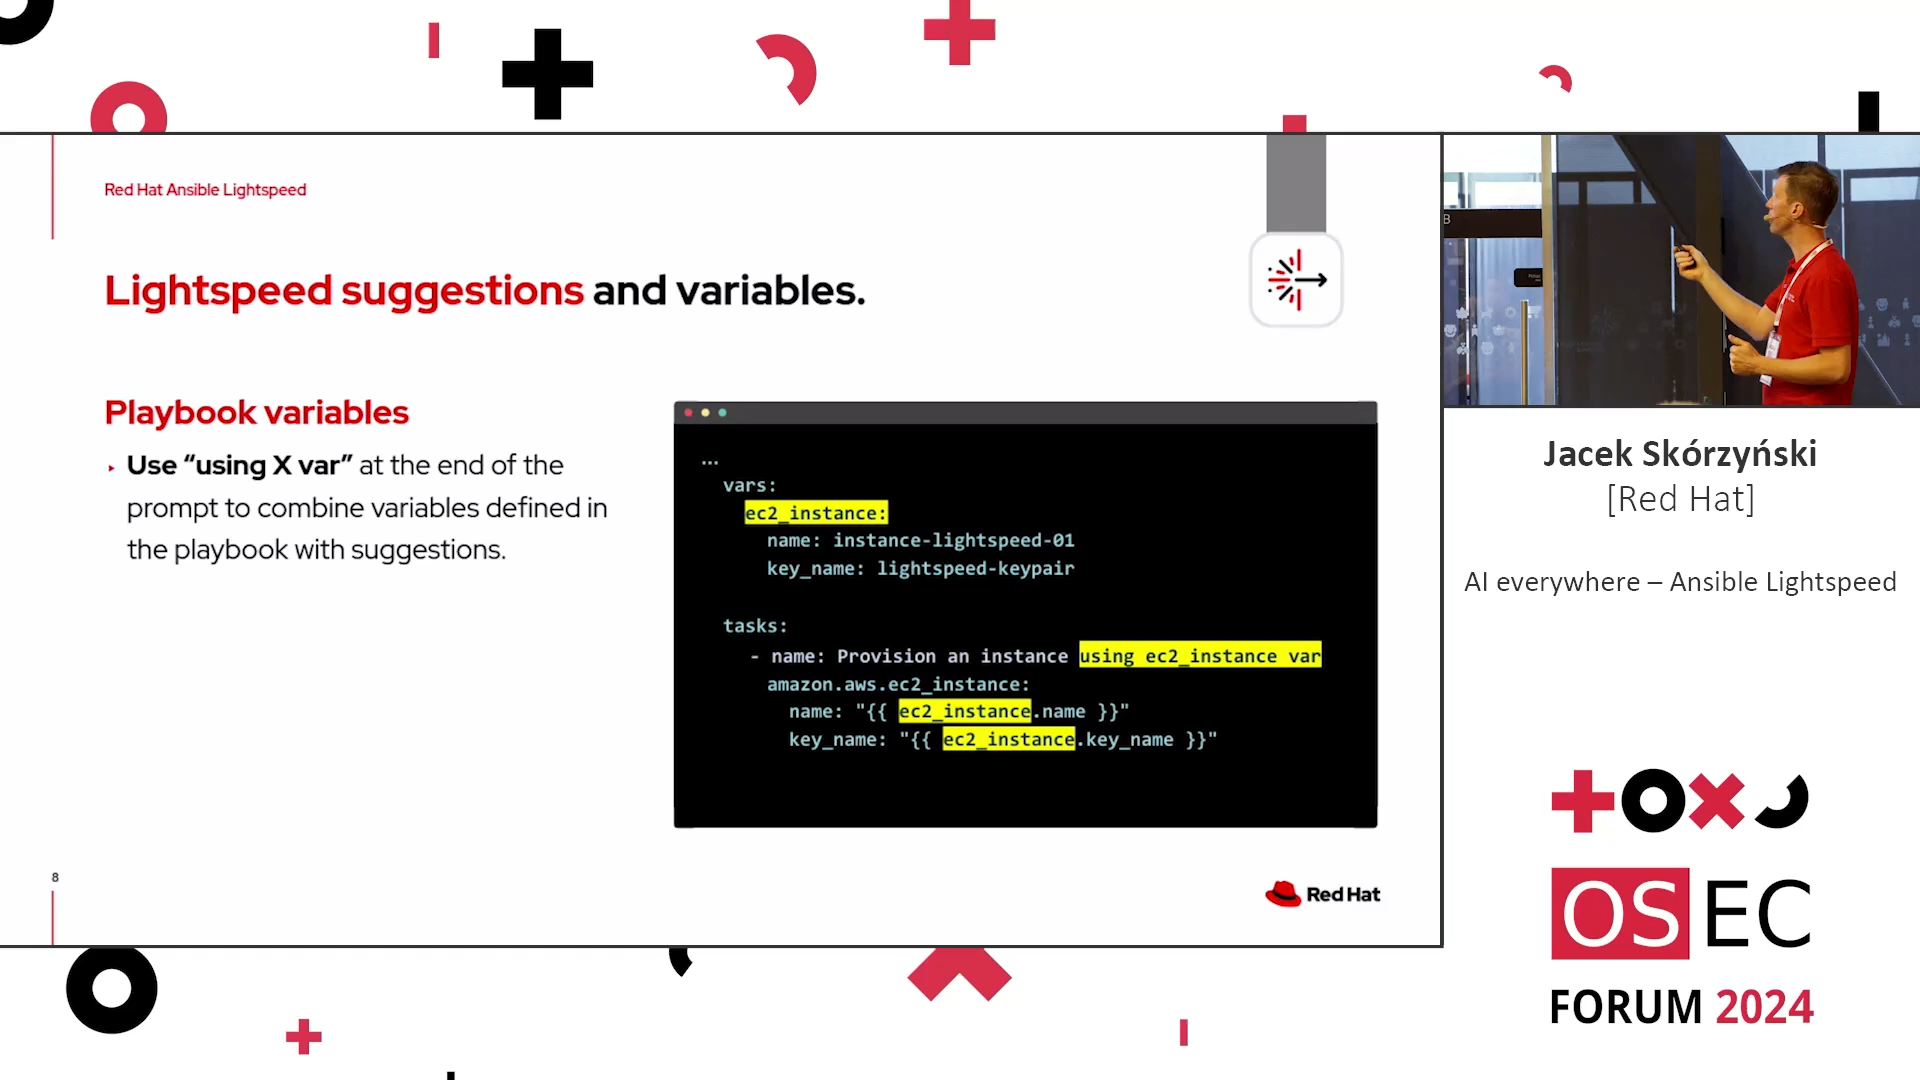 Red Hat Ansible Lightspeed
Lightspeed suggestions and variables.
Playbook variables
Use “using X var” at the end of the
prompt to combine variables defined in
the playbook with suggestions.
...
vars:
ec2_instance:
name: instance-lightspeed-01
key_name: lightspeed-keypair
tasks:
- name: Provision an instance using ec2_instance var
amazon.aws.ec2_instance:
name: "{{ ec2_instance.name }}"
key_name: "{{ ec2_instance.key_name }}"
8
Red Hat
B
Jacek Skórzyński
[Red Hat]
AI everywhere – Ansible Lightspeed
OSEC
FORUM 2024